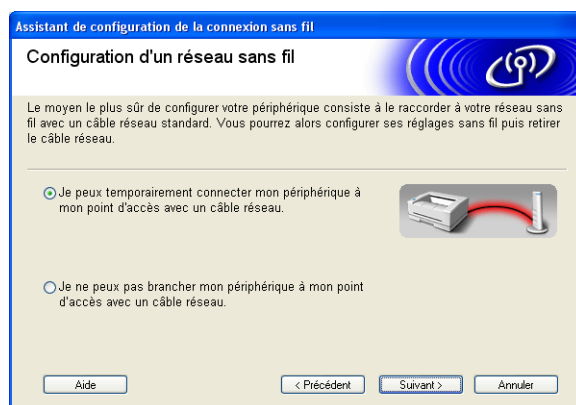 Assistant de configuration de la connexion sans fil
Configuration d'un réseau sans fil
Le moyen le plus sûr de configurer votre périphérique consiste à le raccorder à votre réseau sans
fil avec un câble réseau standard. Vous pourrez alors configurer ses réglages sans fil puis retirer
le câble réseau.
Je peux temporairement connecter mon périphérique à
mon point d'accès avec un câble réseau.
Je ne peux pas brancher mon périphérique à mon point
d'accès avec un câble réseau.
Aide
< Précédent
Suivant >
Annuler